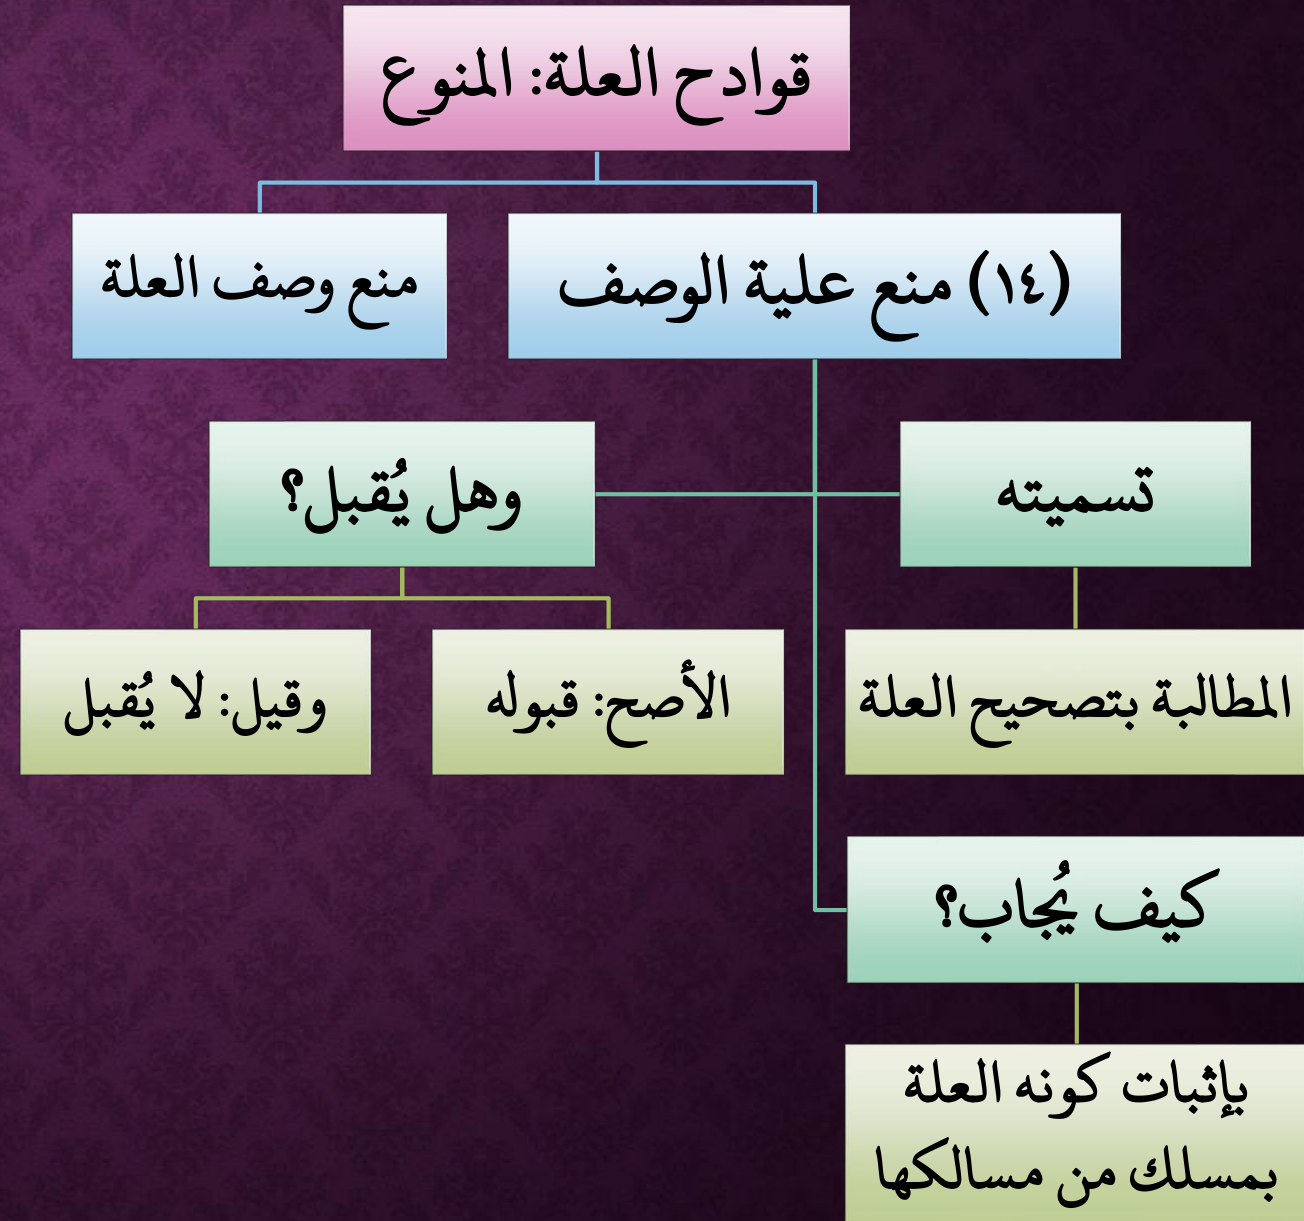 قوادح العلة: المنوع
(١٤) منع علية الوصف
منع وصف العلة
تسميته
وهل يُقبل؟
المطالبة بتصحيح العلة
الأصح: قبوله
وقيل: لا يُقبل
كيف يُجاب؟
بإثبات كونه العلة
بمسلك من مسالكها